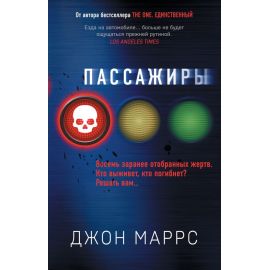 От автора бестселлера THE ONE. ЕДИНСТВЕННЫЙ
Езда на автомобиле... больше не будет
ощущаться прежней рутиной.
LOS ANGELES TIMES
ПАССАЖИРЫ
Восемь заранее отобранных жертв.
Кто выживет, кто погибнет?
Решать вам...
ДЖОН МАРРС